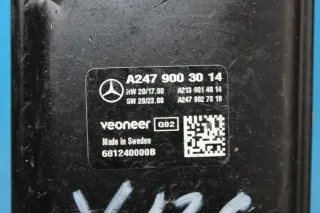 A247 900 30 14
HW 20/17.00 A213 901 40 14
SW 20/23.00 A247 902 78 10
veoneer Q02
Made in Sweden
681240000B